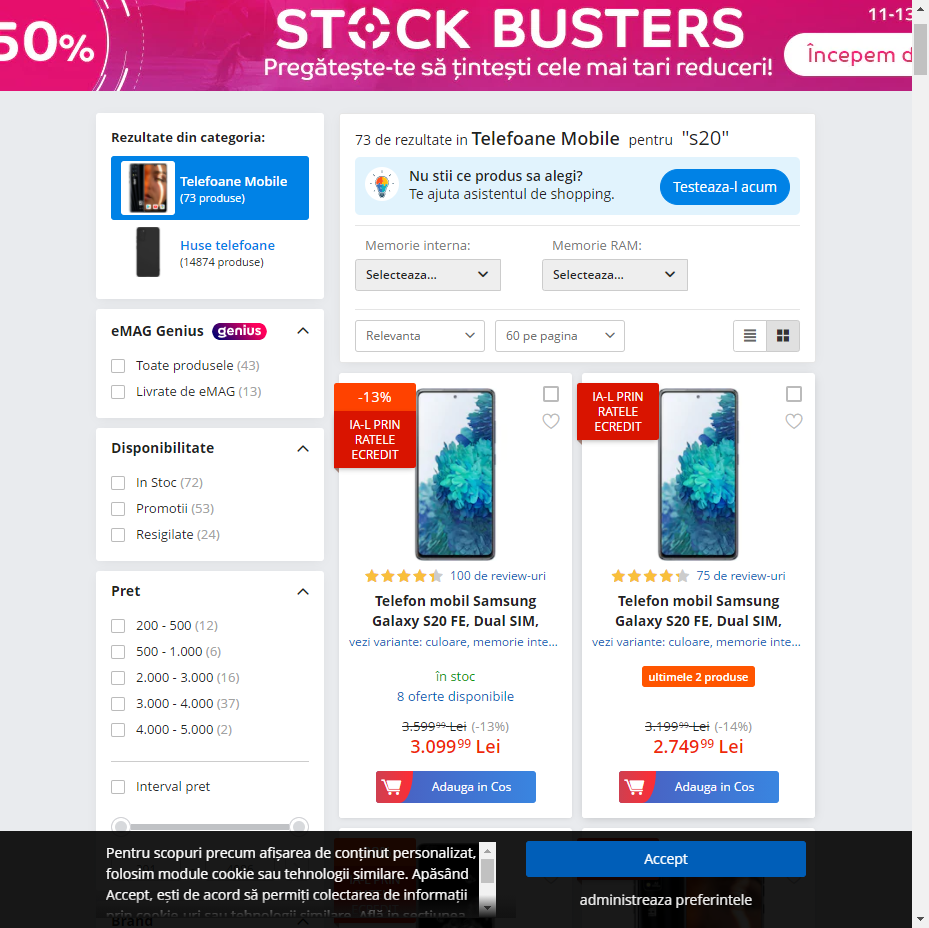 50%
STOCK BUSTERS
11-13
Pregătește-te să țintești cele mai tari reduceri!
Începem d
Rezultate din categoria:
Telefoane Mobile
(73 produse)
Huse telefoane
(14874 produse)
eMAG Genius genius
Toate produsele (43)
Livrate de eMAG (13)
Disponibilitate
In Stoc (72)
Promotii (53)
Resigilate (24)
Pret
200 - 500 (12)
500 - 1.000 (6)
2.000 - 3.000 (16)
3.000 - 4.000 (37)
4.000 - 5.000 (2)
Interval pret
73 de rezultate in Telefoane Mobile pentru "s20"
Nu stii ce produs sa alegi?
Te ajuta asistentul de shopping.
Testeaza-l acum
Memorie interna:
Memorie RAM:
Selecteaza...
Selecteaza...
Relevanta
60 pe pagina
-13%
IA-L PRIN
RATELE
ECREDIT
100 de review-uri
Telefon mobil Samsung
Galaxy S20 FE, Dual SIM,
vezi variante: culoare, memorie inte...
în stoc
8 oferte disponibile
3.599⁹⁹ Lei (-13%)
3.099⁹⁹ Lei
Adauga in Cos
IA-L PRIN
RATELE
ECREDIT
75 de review-uri
Telefon mobil Samsung
Galaxy S20 FE, Dual SIM,
vezi variante: culoare, memorie inte...
ultimele 2 produse
3.199⁹⁹ Lei (-14%)
2.749⁹⁹ Lei
Adauga in Cos
Pentru scopuri precum afișarea de conținut personalizat,
folosim module cookie sau tehnologii similare. Apăsând
Accept, ești de acord să permiți colectarea de informații
prin cookie-uri sau tehnologii similare. Află in sectiunea
Accept
administreaza preferintele
Brand